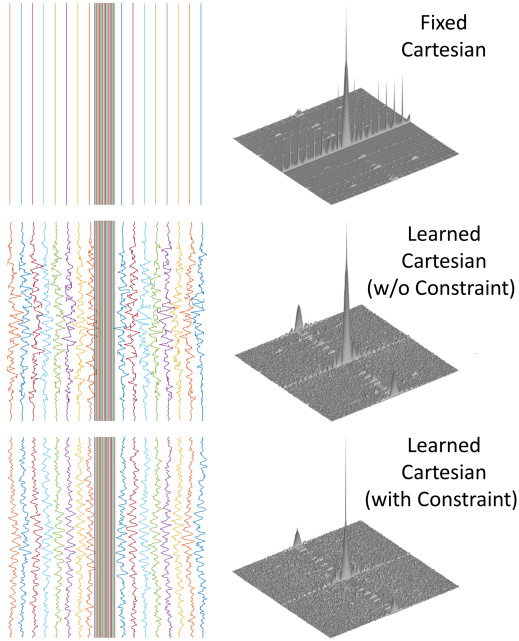 Fixed
Cartesian
Learned
Cartesian
(w/o Constraint)
Learned
Cartesian
(with Constraint)